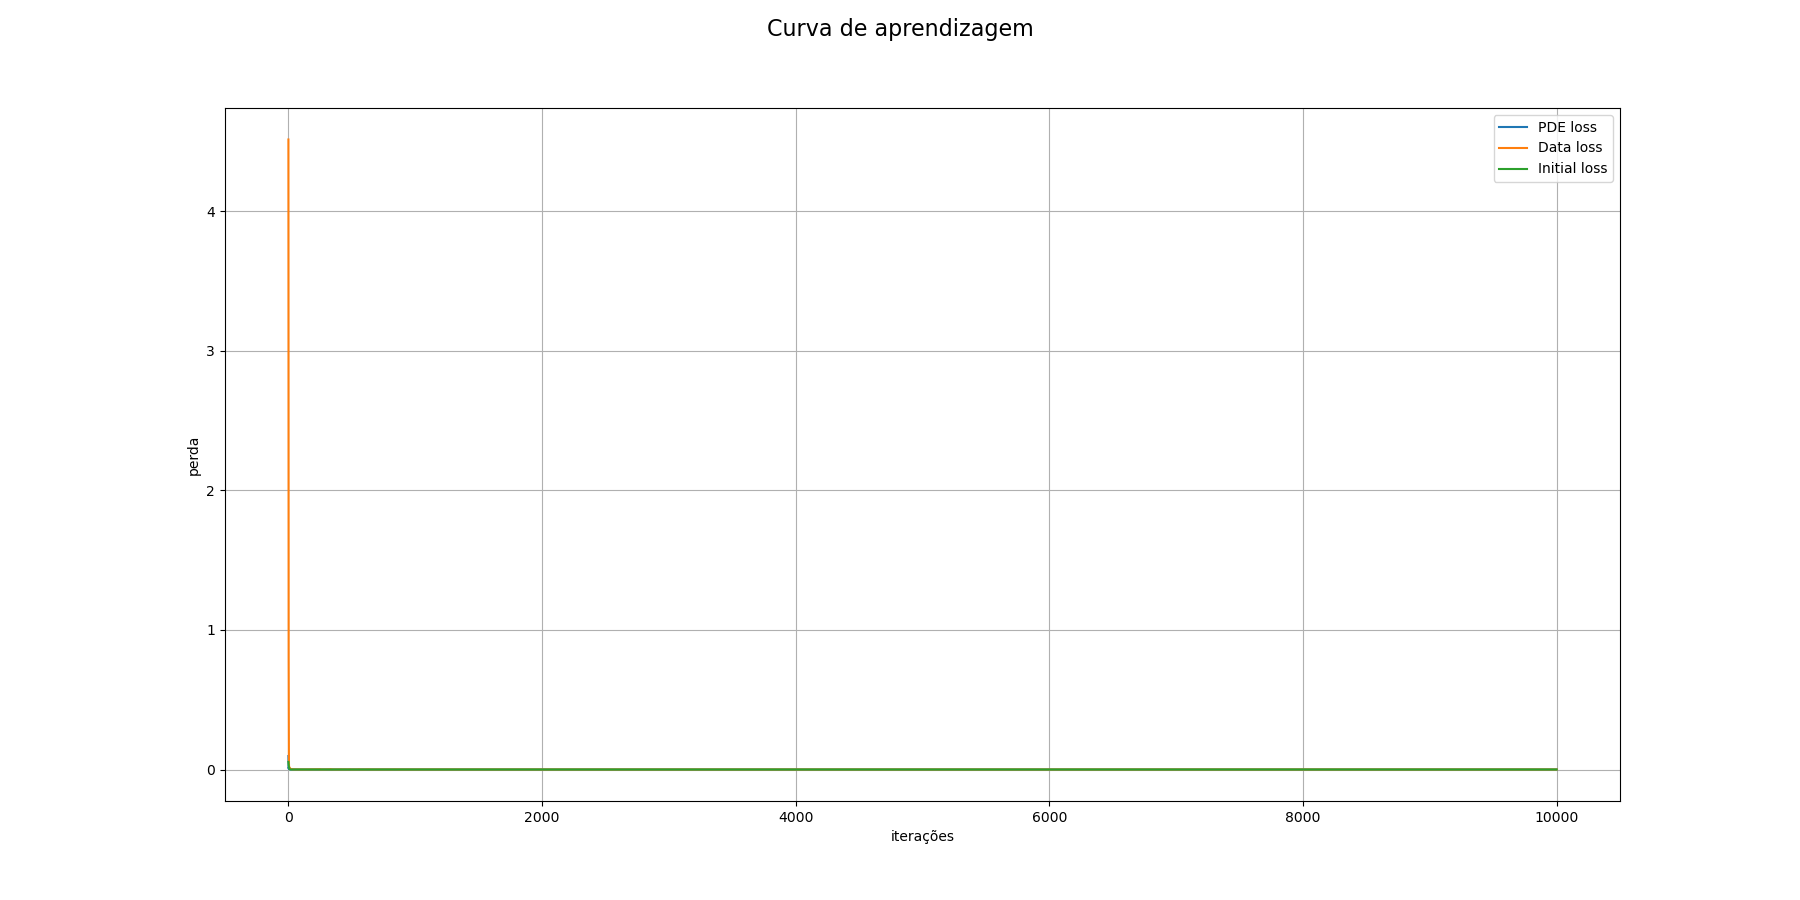 Curva de aprendizagem
PDE loss
Data loss
Initial loss
4
3
2
1
0
perda
0 2000 4000 6000 8000 10000
iterações